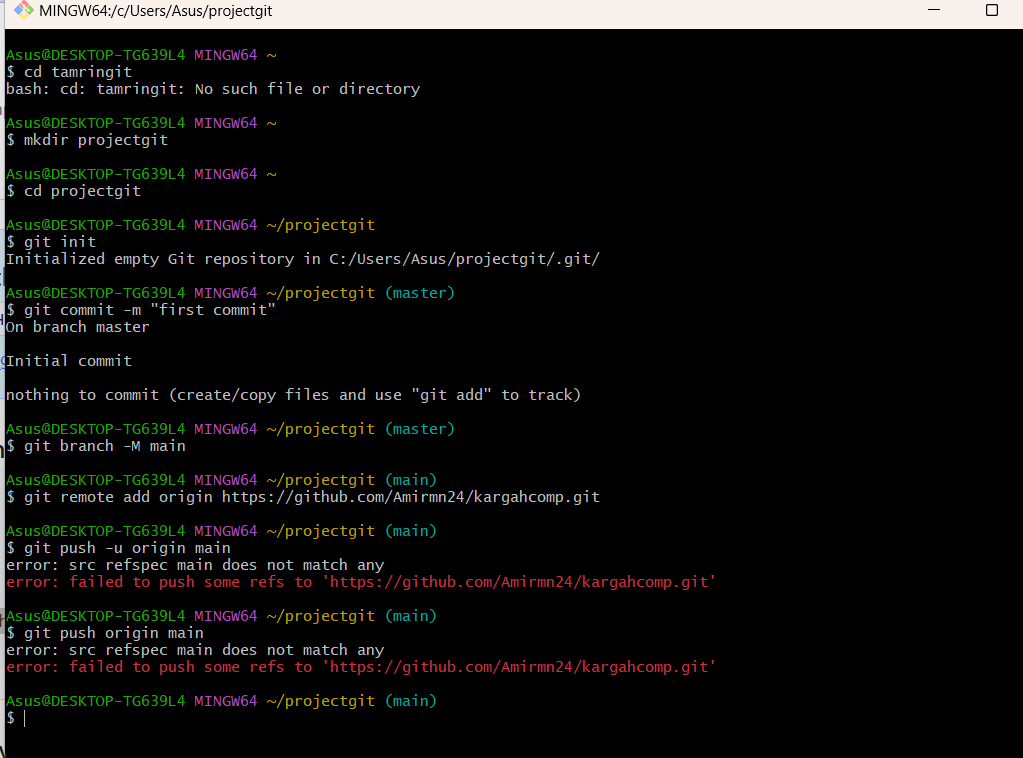 MINGW64:/c/Users/Asus/projectgit
Asus@DESKTOP-TG639L4 MINGW64 ~
$ cd tamringit
bash: cd: tamringit: No such file or directory
Asus@DESKTOP-TG639L4 MINGW64 ~
$ mkdir projectgit
Asus@DESKTOP-TG639L4 MINGW64 ~
$ cd projectgit
Asus@DESKTOP-TG639L4 MINGW64 ~/projectgit
$ git init
Initialized empty Git repository in C:/Users/Asus/projectgit/.git/
Asus@DESKTOP-TG639L4 MINGW64 ~/projectgit (master)
$ git commit -m "first commit"
On branch master
Initial commit
nothing to commit (create/copy files and use "git add" to track)
Asus@DESKTOP-TG639L4 MINGW64 ~/projectgit (master)
$ git branch -M main
Asus@DESKTOP-TG639L4 MINGW64 ~/projectgit (main)
$ git remote add origin https://github.com/Amirmn24/kargahcomp.git
Asus@DESKTOP-TG639L4 MINGW64 ~/projectgit (main)
$ git push -u origin main
error: src refspec main does not match any
error: failed to push some refs to 'https://github.com/Amirmn24/kargahcomp.git'
Asus@DESKTOP-TG639L4 MINGW64 ~/projectgit (main)
$ git push origin main
error: src refspec main does not match any
error: failed to push some refs to 'https://github.com/Amirmn24/kargahcomp.git'
Asus@DESKTOP-TG639L4 MINGW64 ~/projectgit (main)
$